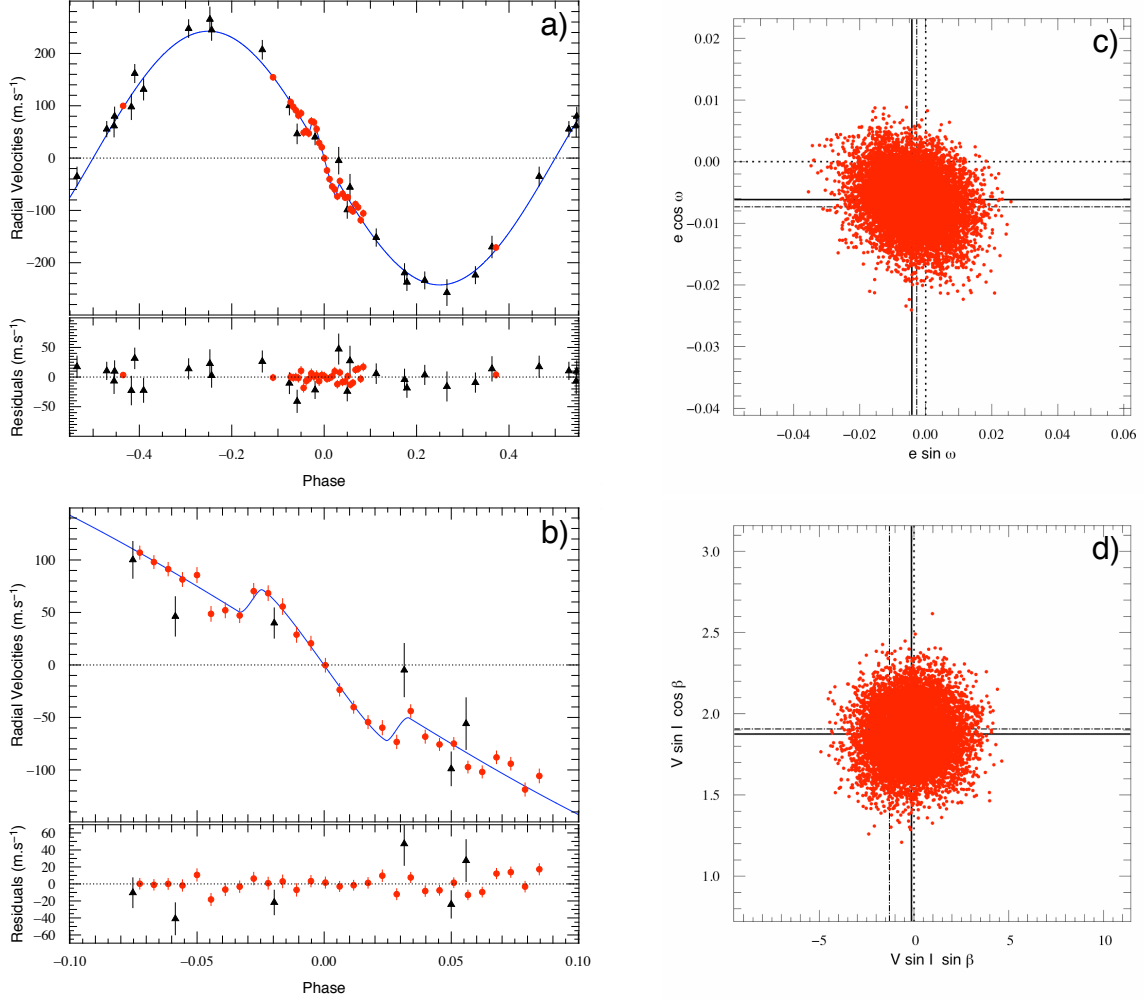 a)
Radial Velocities (m.s⁻¹)
200
100
0
−100
−200
Residuals (m.s⁻¹)
50
0
−50
−0.4 −0.2 0.0 0.2 0.4
Phase
c)
e cos ω
0.02
0.01
0.00
−0.01
−0.02
−0.03
−0.04
−0.04 −0.02 0.00 0.02 0.04 0.06
e sin ω
b)
Radial Velocities (m.s⁻¹)
100
50
0
−50
−100
Residuals (m.s⁻¹)
60
40
20
0
−20
−40
−60
−0.10 −0.05 0.00 0.05 0.10
Phase
d)
V sin I cos β
3.0
2.5
2.0
1.5
1.0
−5 0 5 10
V sin I sin β